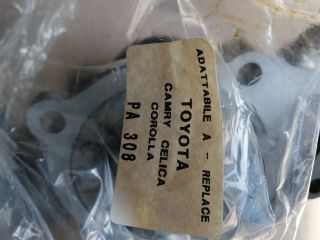 ADATTABILE A - REPLACE
TOYOTA
CAMRY CELICA
COROLLA
PA 308